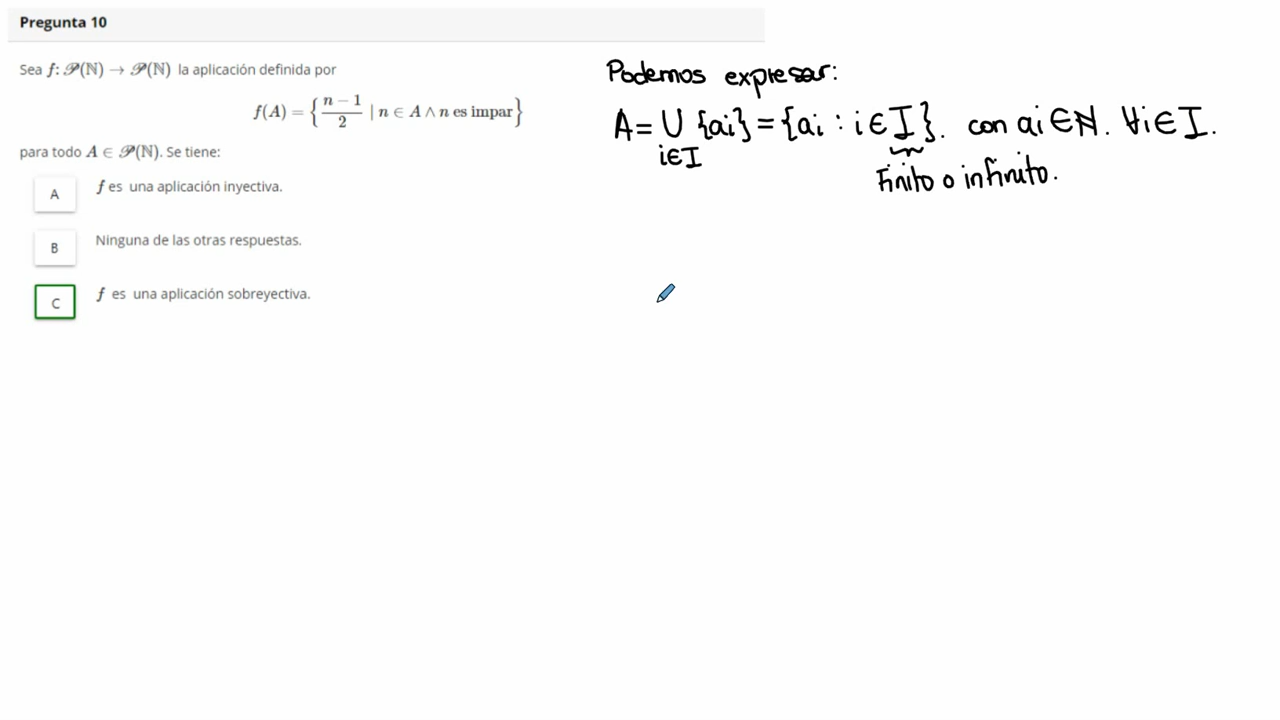 Pregunta 10
Sea f: 𝒫(ℕ) → 𝒫(ℕ) la aplicación definida por
f(A) = { (n − 1)/2 | n ∈ A ∧ n es impar }
para todo A ∈ 𝒫(ℕ). Se tiene:
A f es una aplicación inyectiva.
B Ninguna de las otras respuestas.
C f es una aplicación sobreyectiva.
Podemos expresar:
A = ∪ {ai} = {ai : i ∈ I}. con ai ∈ ℕ. ∀i ∈ I.
i ∈ I
Finito o infinito.